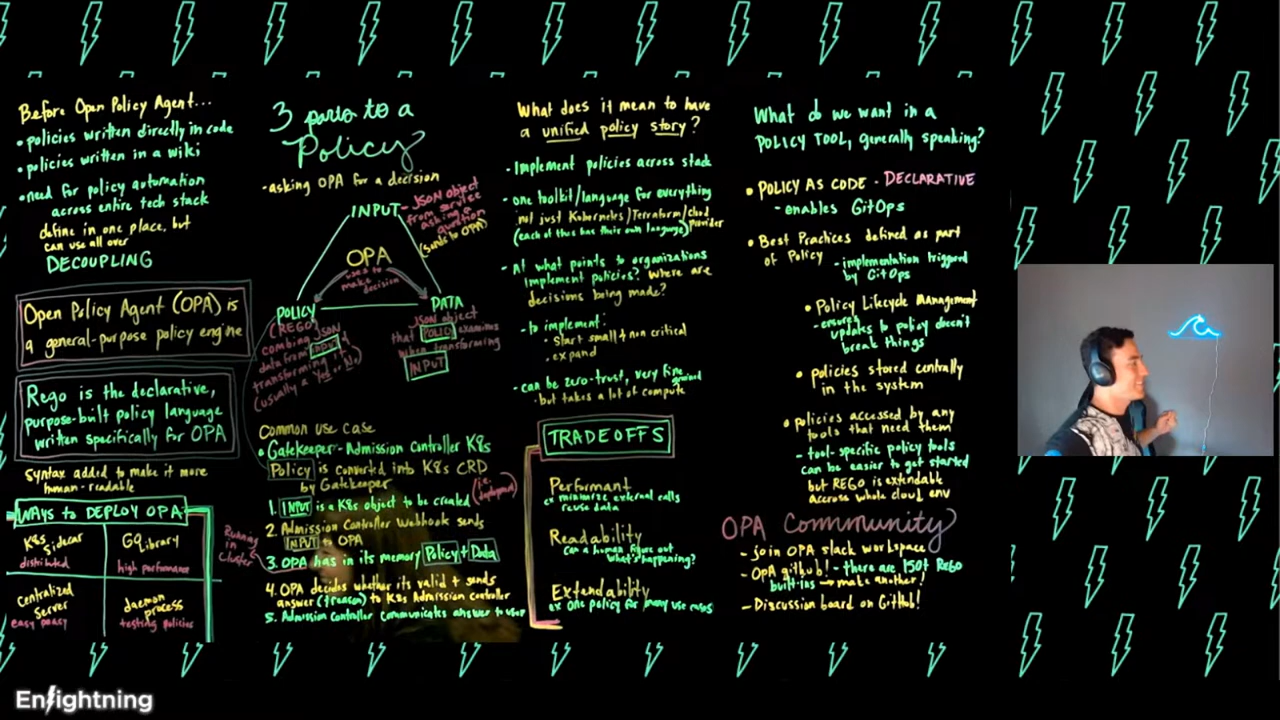 Before Open Policy Agent...
• policies written directly in code
• policies written in a wiki
• need for policy automation
across entire tech stack
define in one place, but
can use all over
DECOUPLING
Open Policy Agent (OPA) is
a general-purpose policy engine
Rego is the declarative,
purpose-built policy language
written specifically for OPA
Syntax added to make it more
human-readable
WAYS TO DEPLOY OPA
K8s sidecar
distributed
GO library
high performance
centralized
server
easy policy
daemon
process
testing policies
3 parts to a
Policy
- asking OPA for a decision
INPUT
- JSON object
from service
asking a
question
(sends to OPA)
OPA
uses to
make a
decision
POLICY
(REGO)
combing JSON
data from INPUT &
transforming
(usually a Yes or No)
DATA
JSON object
that POLICY examines
when transforming
INPUT
Common Use Case
• Gatekeeper - Admission Controller K8s
Policy is converted into K8s CRD
by Gatekeeper
1. INPUT is a K8s object to be created (i.e. deployment)
2. Admission Controller Webhook sends
INPUT to OPA
Running
in
Cluster
3. OPA has in its memory Policy + Data
4. OPA decides whether its valid + sends
answer (+reason) to K8s Admission Controller
5. Admission Controller communicates answer to user
What does it mean to have
a unified policy story?
- Implement policies across stack
- one toolkit/language for everything
not just Kubernetes/Terraform/cloud provider
(each of thus has their own language)
- At what points to organizations
implement policies? Where are
decisions being made?
- to implement:
- start small + non critical
- expand
- can be zero-trust, very fine grained
- but takes a lot of compute
TRADEOFFS
Performant
ex minimize external calls
reuse data
Readability
Can a human figure out
what's happening?
Extendability
ex One policy for many use cases
What do we want in a
POLICY TOOL, generally speaking?
• POLICY AS CODE - DECLARATIVE
- enables GitOps
• Best Practices defined as part
of Policy
- implementation triggered
by GitOps
• Policy Lifecycle Management
- ensures
updates to policy doesn't
break things
• policies stored centrally
in the system
• policies accessed by any
tools that need them
- tool-specific policy tools
can be easier to get started
but REGO is extendable
accross whole cloud env
OPA Community
- Join OPA slack workspace
- OPA github! - there are 150+ REGO
built-ins → make another!
- Discussion board on GitHub!
Enlightning